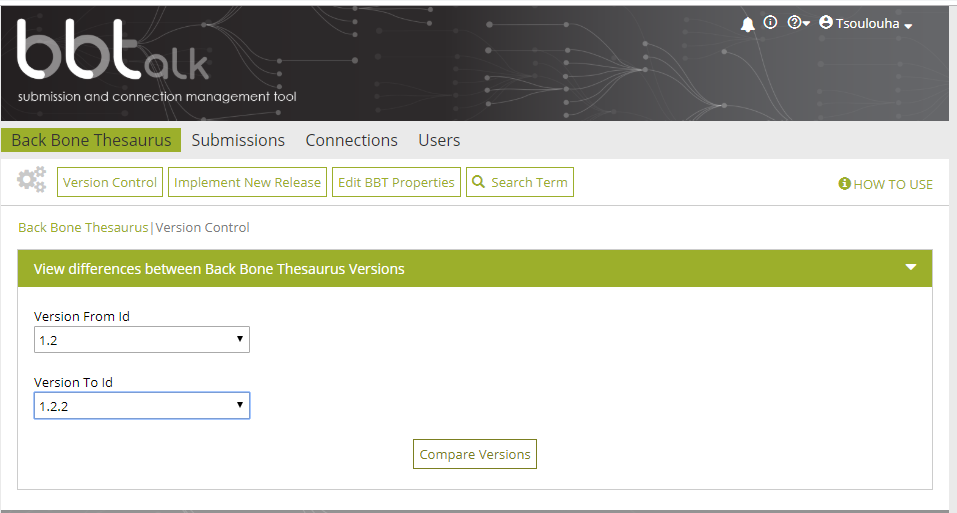 bbtalk
submission and connection management tool
Tsoulouha
Back Bone Thesaurus Submissions Connections Users
Version Control Implement New Release Edit BBT Properties Search Term HOW TO USE
Back Bone Thesaurus|Version Control
View differences between Back Bone Thesaurus Versions
Version From Id
1.2
Version To Id
1.2.2
Compare Versions